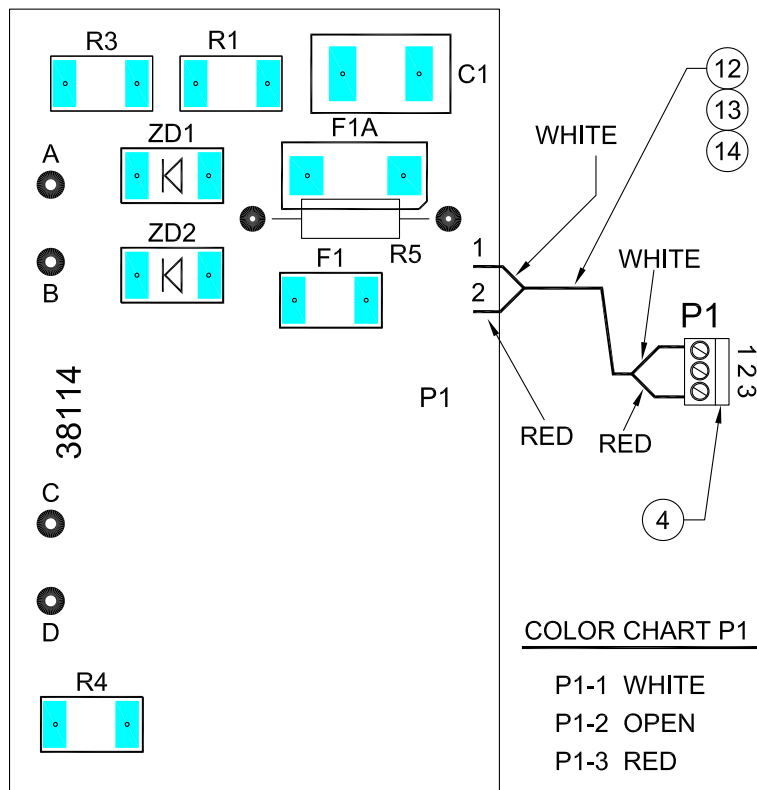 R3
R1
C1
12
13
14
ZD1
F1A
WHITE
A
ZD2
R5
B
F1
1
2
WHITE
P1
1
2
3
P1
38114
RED
RED
C
4
D
COLOR CHART P1
R4
P1-1 WHITE
P1-2 OPEN
P1-3 RED